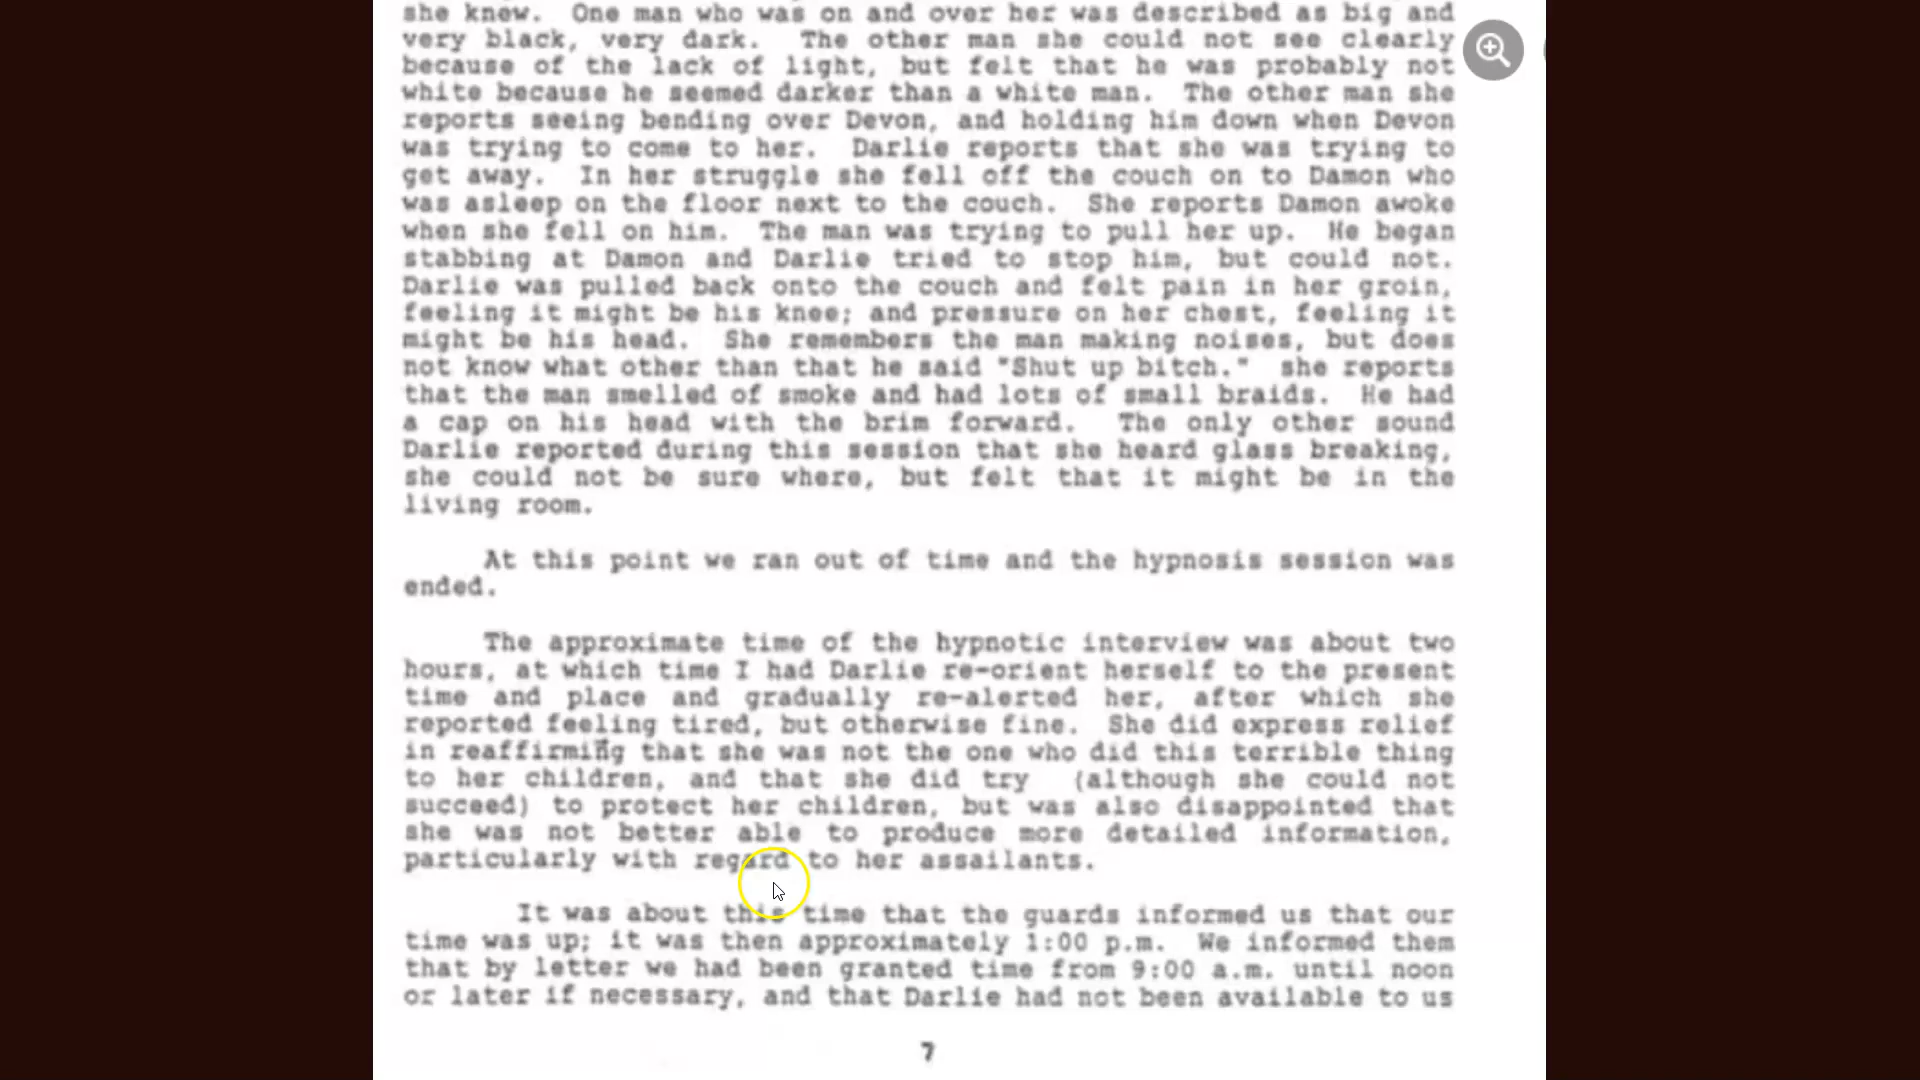 she knew. One man who was on and over her was described as big and
very black, very dark. The other man she could not see clearly
because of the lack of light, but felt that he was probably not
white because he seemed darker than a white man. The other man she
reports seeing bending over Devon, and holding him down when Devon
was trying to come to her. Darlie reports that she was trying to
get away. In her struggle she fell off the couch on to Damon who
was asleep on the floor next to the couch. She reports Damon awoke
when she fell on him. The man was trying to pull her up. He began
stabbing at Damon and Darlie tried to stop him, but could not.
Darlie was pulled back onto the couch and felt pain in her groin,
feeling it might be his knee; and pressure on her chest, feeling it
might be his head. She remembers the man making noises, but does
not know what other than that he said "Shut up bitch." she reports
that the man smelled of smoke and had lots of small braids. He had
a cap on his head with the brim forward. The only other sound
Darlie reported during this session that she heard glass breaking,
she could not be sure where, but felt that it might be in the
living room.
At this point we ran out of time and the hypnosis session was
ended.
The approximate time of the hypnotic interview was about two
hours, at which time I had Darlie re-orient herself to the present
time and place and gradually re-alerted her, after which she
reported feeling tired, but otherwise fine. She did express relief
in reaffirming that she was not the one who did this terrible thing
to her children, and that she did try (although she could not
succeed) to protect her children, but was also disappointed that
she was not better able to produce more detailed information,
particularly with regard to her assailants.
It was about this time that the guards informed us that our
time was up; it was then approximately 1:00 p.m. We informed them
that by letter we had been granted time from 9:00 a.m. until noon
or later if necessary, and that Darlie had not been available to us
7